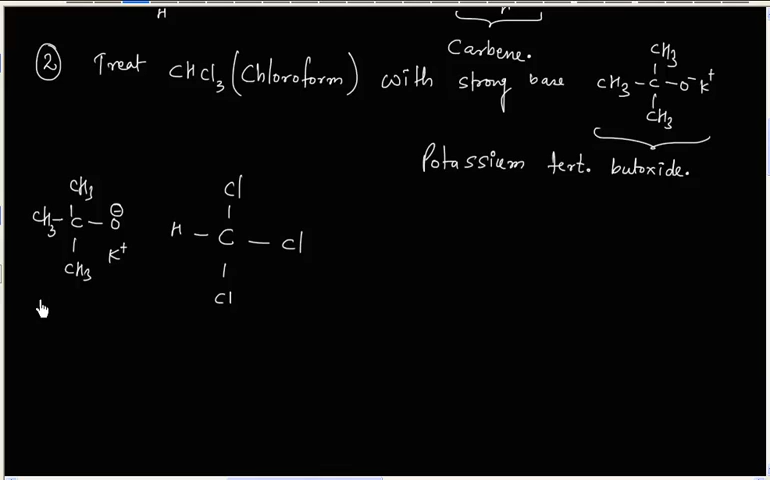 H
Carbene.
② Treat CHCl₃ (Chloroform) with strong base
CH₃
CH₃ – C – O⁻ K⁺
CH₃
Potassium tert. butoxide.
CH₃
CH₃ – C – O⊖
K⁺
CH₃
Cl
H – C – Cl
Cl